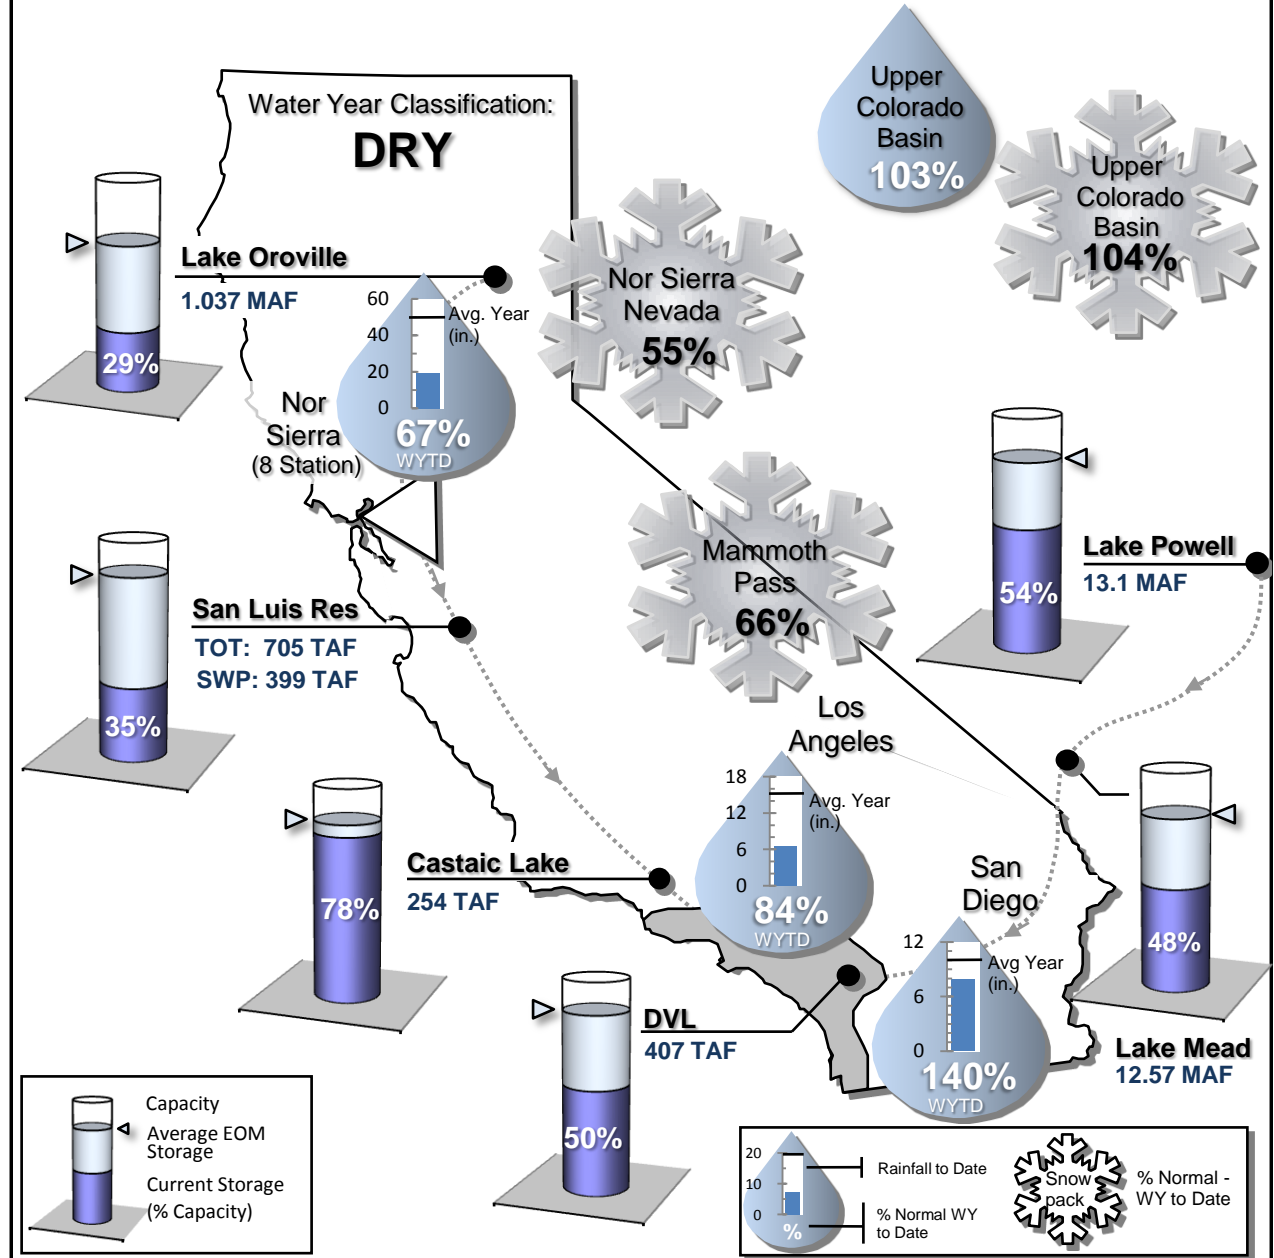 Water Year Classification:
DRY
Upper
Colorado
Basin
103%
Upper
Colorado
Basin
104%
Nor Sierra
Nevada
55%
Lake Oroville
1.037 MAF
29%
60
40
20
0
Avg. Year
(in.)
67%
WYTD
Nor
Sierra
(8 Station)
Mammoth
Pass
66%
Lake Powell
13.1 MAF
54%
San Luis Res
TOT: 705 TAF
SWP: 399 TAF
35%
Los
Angeles
18
12
6
0
Avg. Year
(in.)
84%
WYTD
Castaic Lake
254 TAF
78%
San
Diego
12
6
0
Avg Year
(in.)
140%
WYTD
48%
Lake Mead
12.57 MAF
DVL
407 TAF
50%
Capacity
Average EOM
Storage
Current Storage
(% Capacity)
20
10
0
%
Rainfall to Date
% Normal WY
to Date
Snow
pack
% Normal -
WY to Date